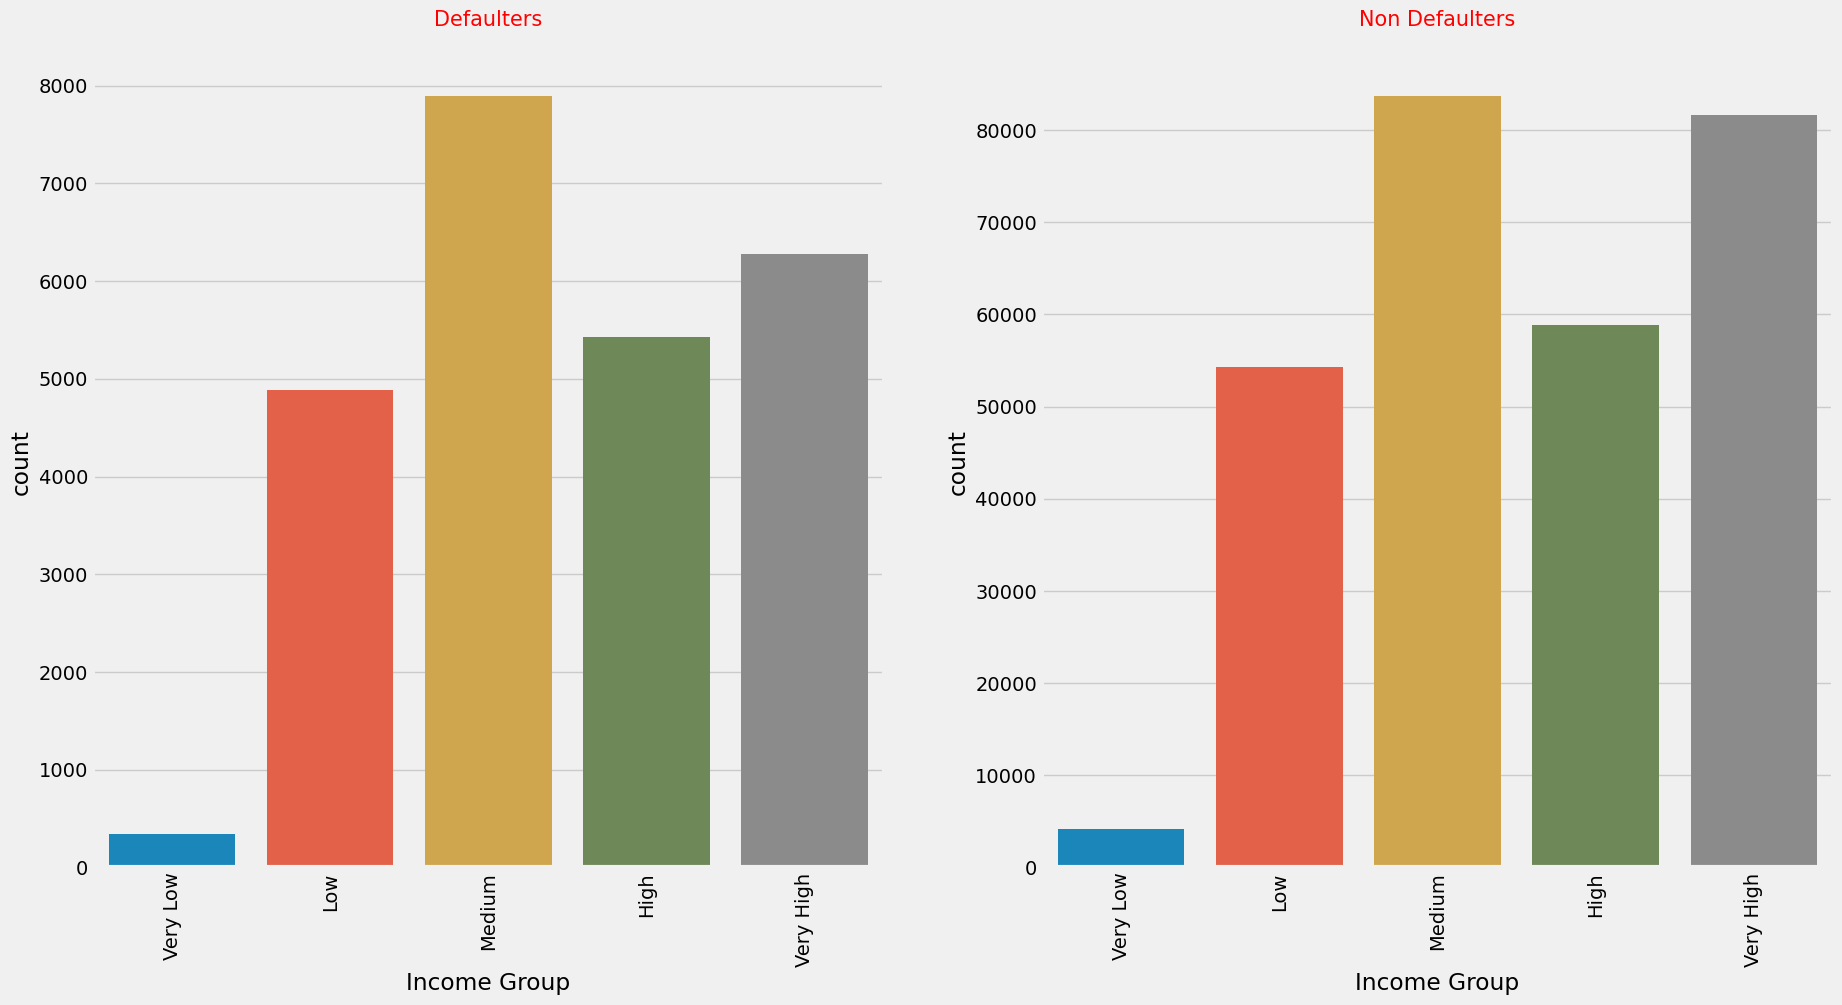 Defaulters
8000
7000
6000
5000
4000
3000
2000
1000
0
count
Very Low
Low
Medium
High
Very High
Income Group
Non Defaulters
80000
70000
60000
50000
40000
30000
20000
10000
0
count
Very Low
Low
Medium
High
Very High
Income Group